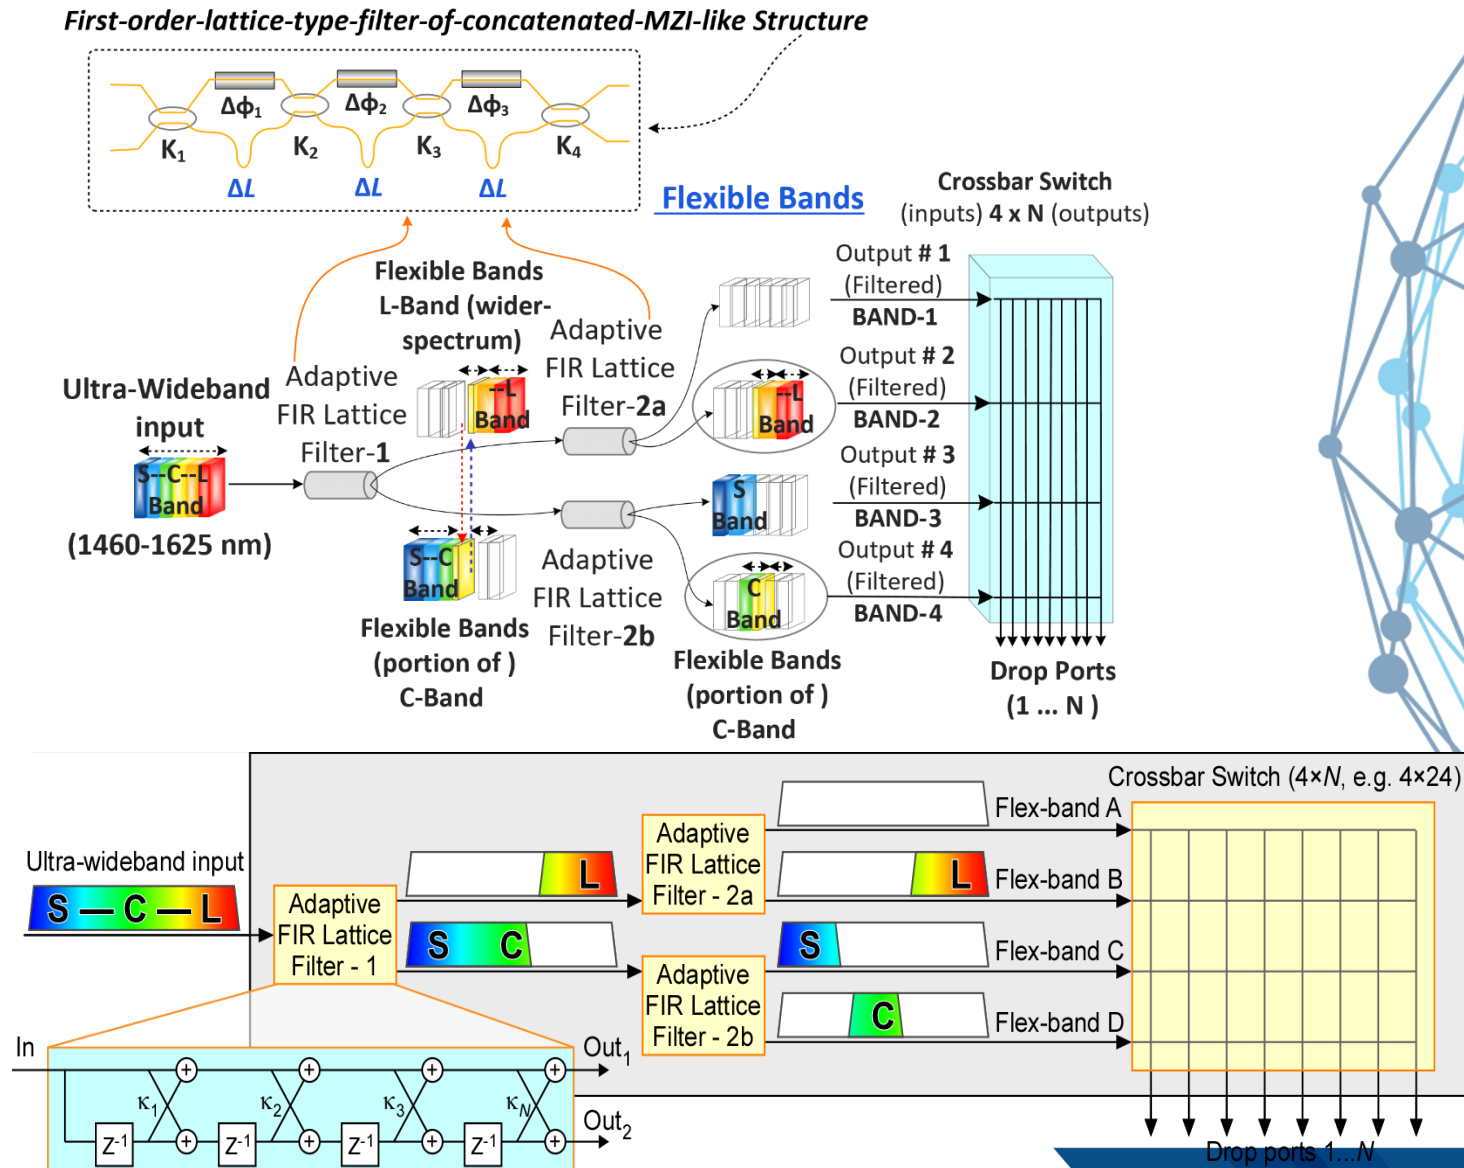 First-order-lattice-type-filter-of-concatenated-MZI-like Structure
Δϕ1
Δϕ2
Δϕ3
K1
K2
K3
K4
ΔL
ΔL
ΔL
Flexible Bands
Crossbar Switch
(inputs) 4 x N (outputs)
Flexible Bands
L-Band (wider-
spectrum)
Adaptive
FIR Lattice
Filter-2a
Output # 1
(Filtered)
BAND-1
Output # 2
(Filtered)
BAND-2
Output # 3
(Filtered)
BAND-3
Output # 4
(Filtered)
BAND-4
Ultra-Wideband
input
Adaptive
FIR Lattice
Filter-1
--L
Band
--L
Band
S--C--L
Band
(1460-1625 nm)
S
Band
S--C
Band
Adaptive
FIR Lattice
Filter-2b
C
Band
Flexible Bands
(portion of )
C-Band
Flexible Bands
(portion of )
C-Band
Drop Ports
(1 ... N )
Crossbar Switch (4×N, e.g. 4×24)
Ultra-wideband input
S — C — L
Adaptive
FIR Lattice
Filter - 1
L
S C
Adaptive
FIR Lattice
Filter - 2a
Adaptive
FIR Lattice
Filter - 2b
Flex-band A
L
Flex-band B
S
Flex-band C
C
Flex-band D
In
Out1
κ1
κ2
κ3
κN
+
+
+
+
Z-1
Z-1
Z-1
Z-1
+
+
+
+
Out2
Drop ports 1...N